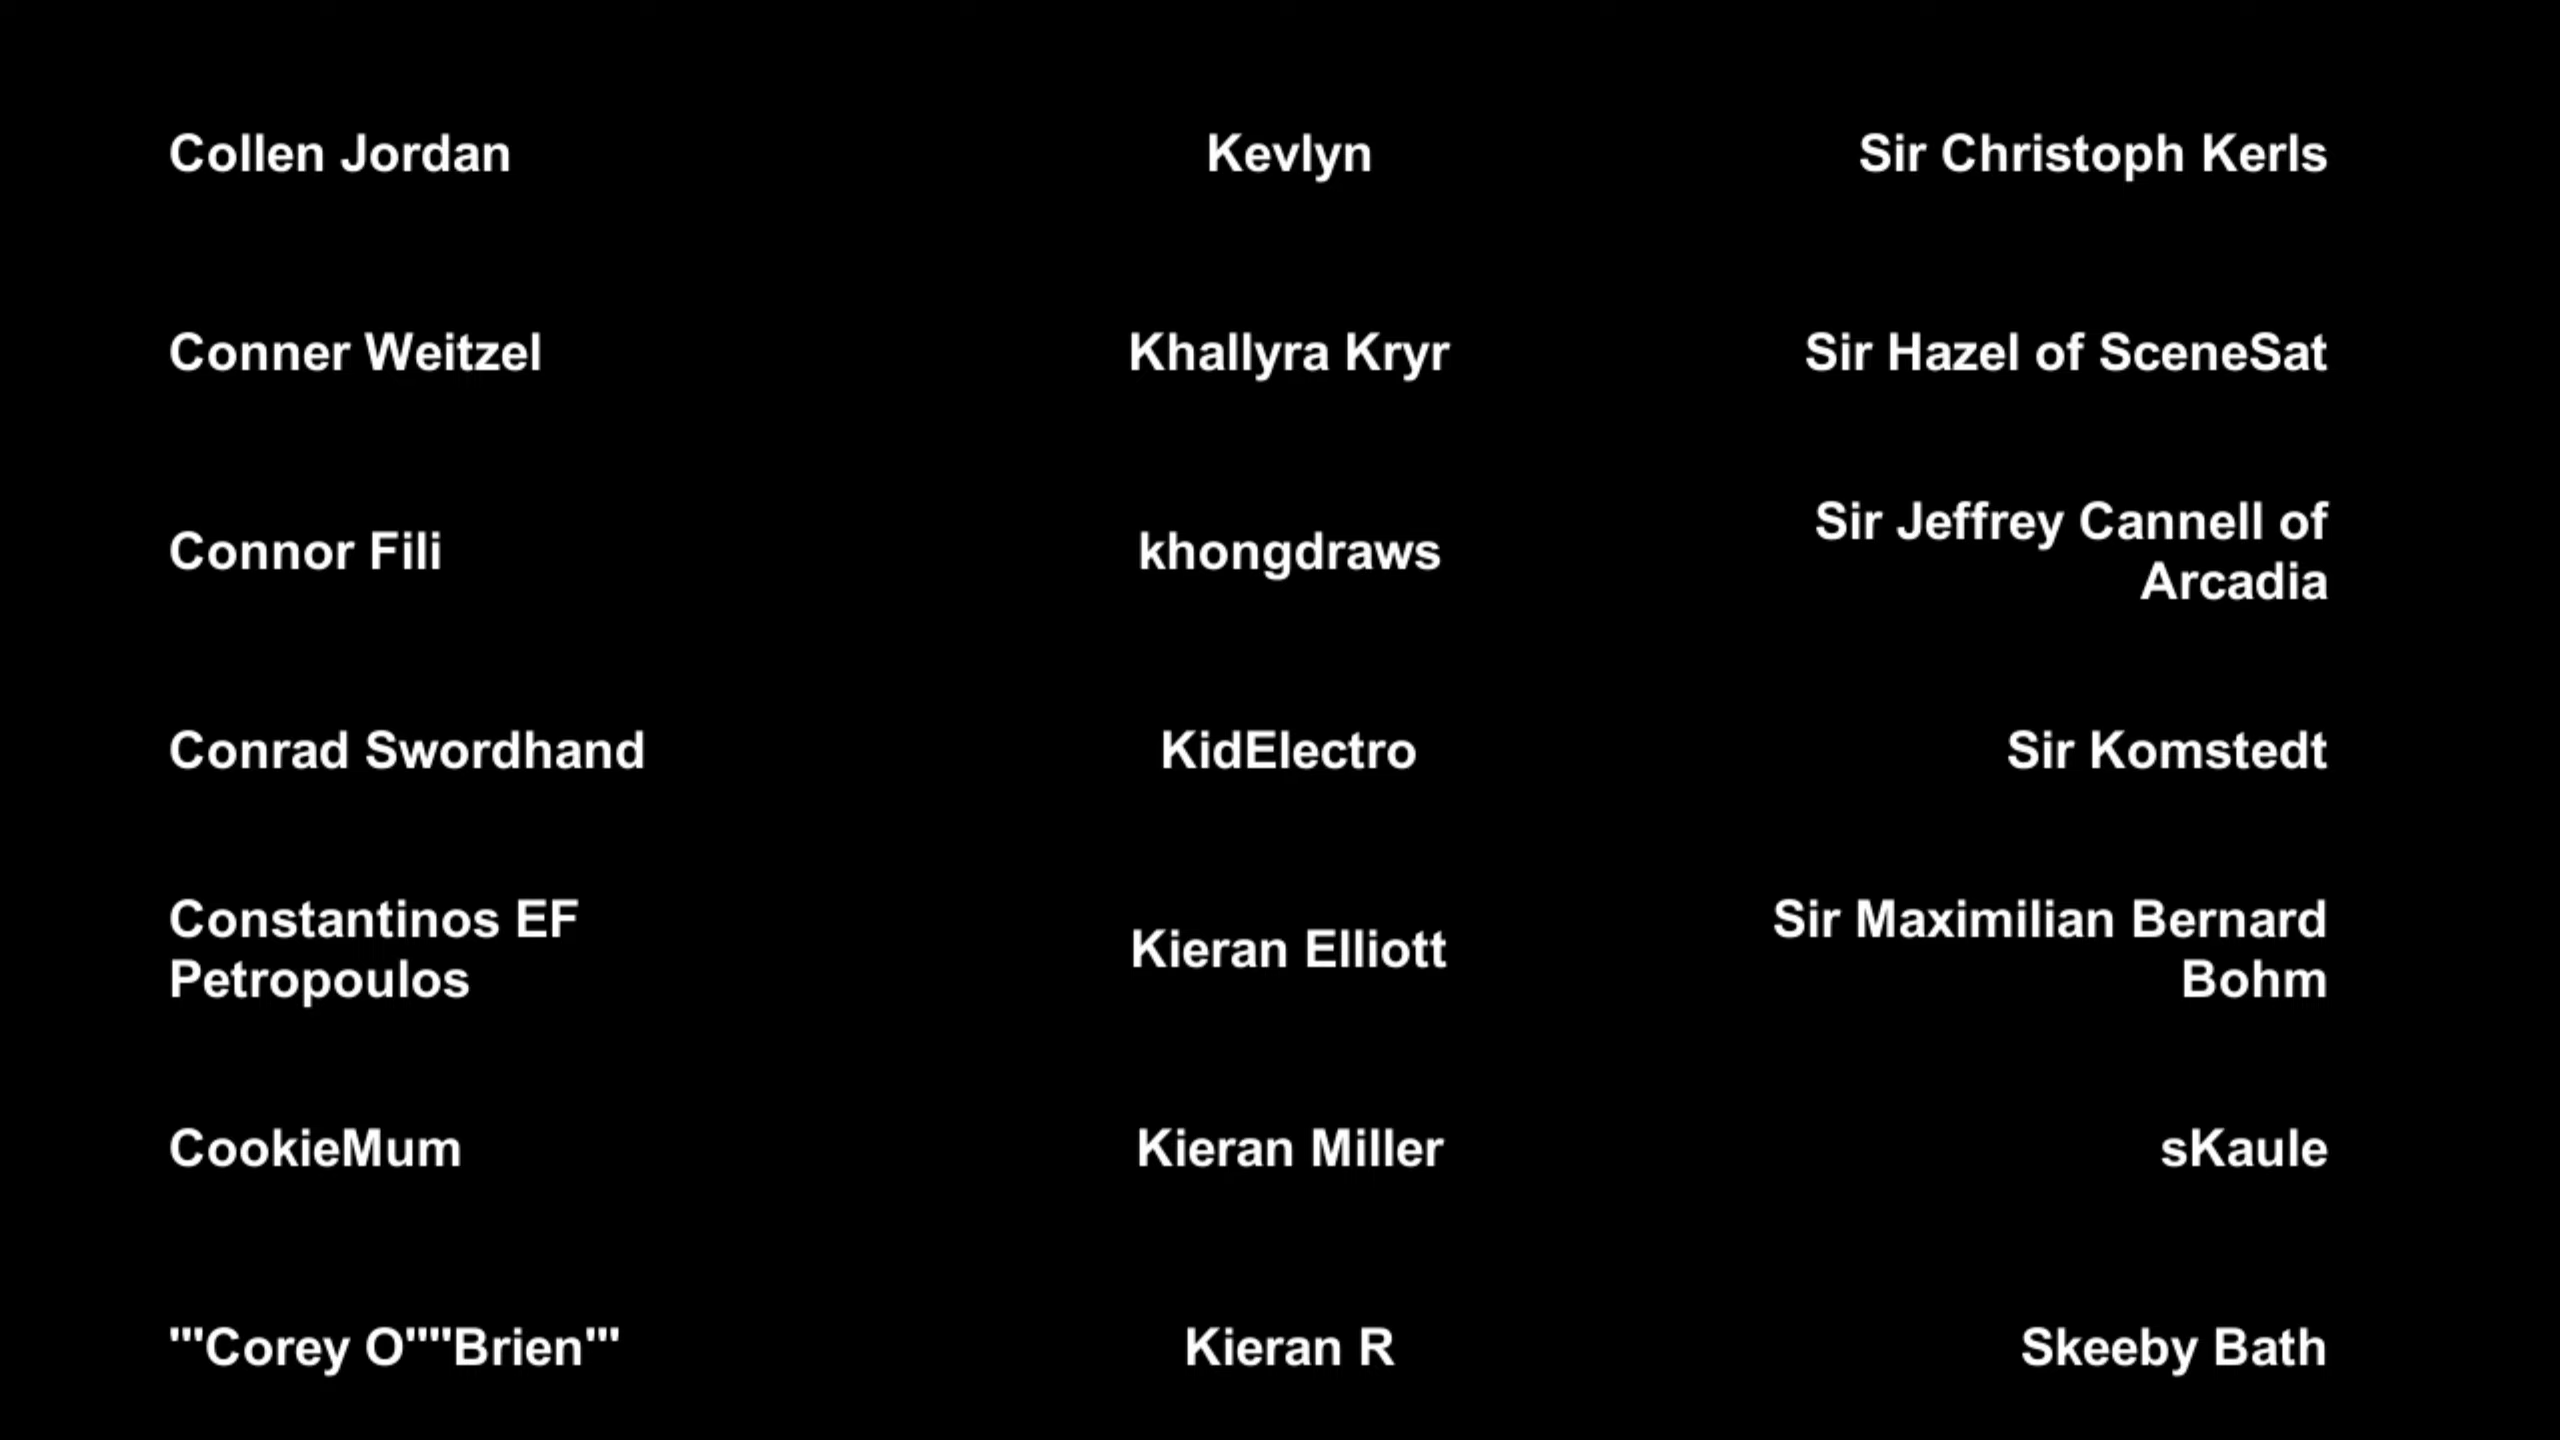 Collen Jordan
Kevlyn
Sir Christoph Kerls
Conner Weitzel
Khallyra Kryr
Sir Hazel of SceneSat
Connor Fili
khongdraws
Sir Jeffrey Cannell of
Arcadia
Conrad Swordhand
KidElectro
Sir Komstedt
Constantinos EF
Petropoulos
Kieran Elliott
Sir Maximilian Bernard
Bohm
CookieMum
Kieran Miller
sKaule
'"Corey O""Brien"'
Kieran R
Skeeby Bath